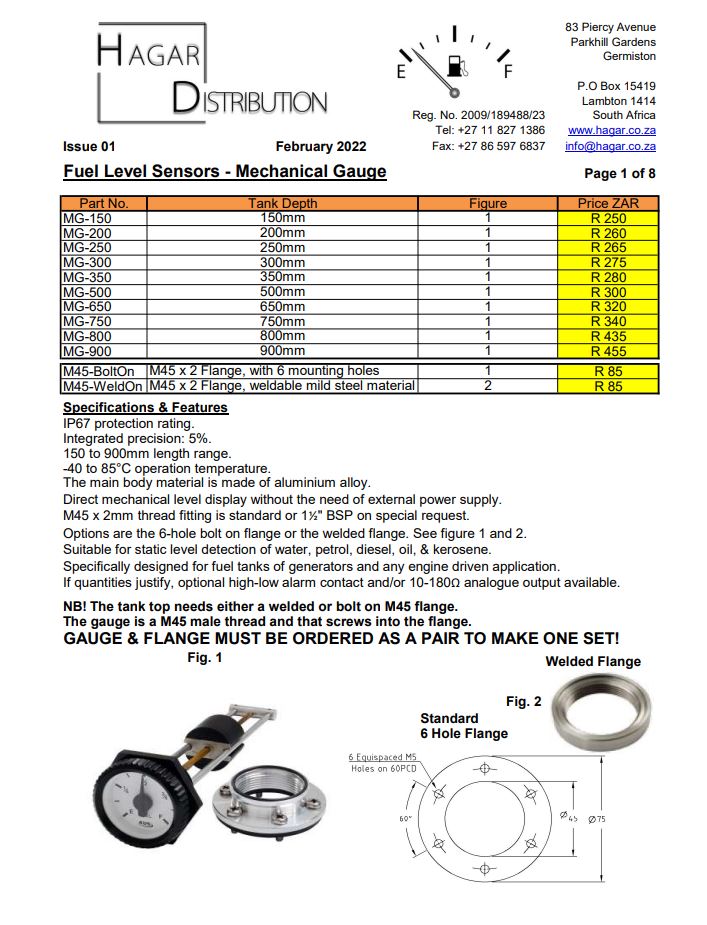 HAGAR
DISTRIBUTION
E F
83 Piercy Avenue
Parkhill Gardens
Germiston
P.O Box 15419
Lambton 1414
Reg. No. 2009/189488/23 South Africa
Tel: +27 11 827 1386 www.hagar.co.za
Issue 01 February 2022 Fax: +27 86 597 6837 info@hagar.co.za
Fuel Level Sensors - Mechanical Gauge Page 1 of 8
Part No. Tank Depth Figure Price ZAR
MG-150 150mm 1 R 250
MG-200 200mm 1 R 260
MG-250 250mm 1 R 265
MG-300 300mm 1 R 275
MG-350 350mm 1 R 280
MG-500 500mm 1 R 300
MG-650 650mm 1 R 320
MG-750 750mm 1 R 340
MG-800 800mm 1 R 435
MG-900 900mm 1 R 455
M45-BoltOn M45 x 2 Flange, with 6 mounting holes 1 R 85
M45-WeldOn M45 x 2 Flange, weldable mild steel material 2 R 85
Specifications & Features
IP67 protection rating.
Integrated precision: 5%.
150 to 900mm length range.
-40 to 85°C operation temperature.
The main body material is made of aluminium alloy.
Direct mechanical level display without the need of external power supply.
M45 x 2mm thread fitting is standard or 1½" BSP on special request.
Options are the 6-hole bolt on flange or the welded flange. See figure 1 and 2.
Suitable for static level detection of water, petrol, diesel, oil, & kerosene.
Specifically designed for fuel tanks of generators and any engine driven application.
If quantities justify, optional high-low alarm contact and/or 10-180Ω analogue output available.
NB! The tank top needs either a welded or bolt on M45 flange.
The gauge is a M45 male thread and that screws into the flange.
GAUGE & FLANGE MUST BE ORDERED AS A PAIR TO MAKE ONE SET!
Fig. 1
Welded Flange
Fig. 2
Standard
6 Hole Flange
6 Equispaced M5
Holes on 60PCD
60°
Ø45 Ø75
E F